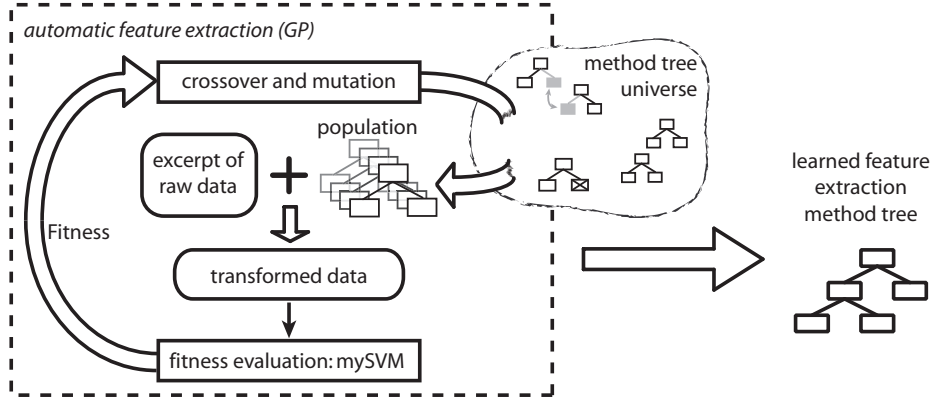 automatic feature extraction (GP)
crossover and mutation
method tree
universe
population
excerpt of
raw data
Fitness
transformed data
fitness evaluation: mySVM
learned feature
extraction
method tree